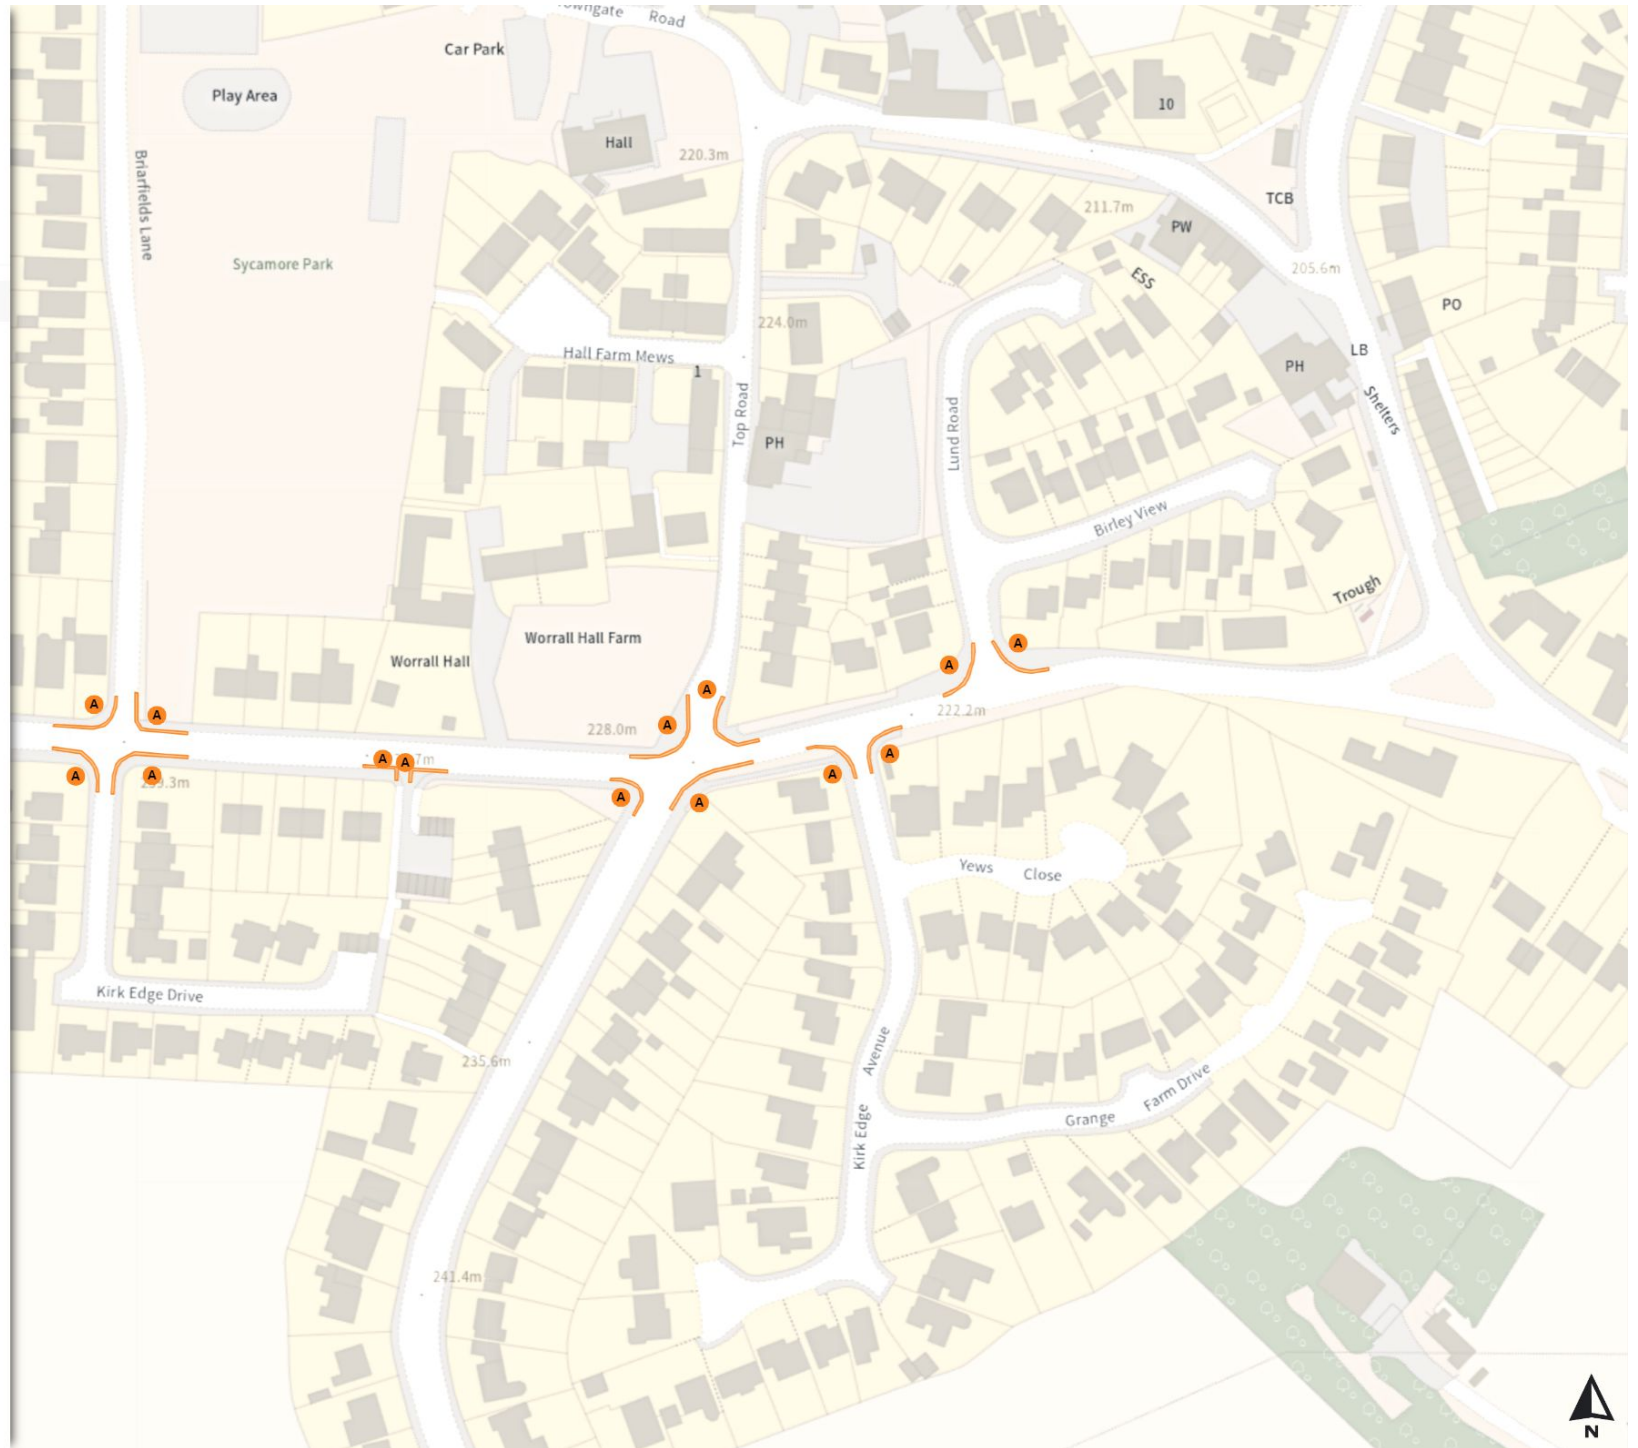 Road
Car Park
Play Area
10
Hall
220.3m
Briarfields Lane
TCB
211.7m
PW
Sycamore Park
205.6m
ESS
PO
224.0m
Hall Farm Mews
1
LB
PH
Shelters
Top Road
Lund Road
PH
Birley View
Trough
Worrall Hall Farm
Worrall Hall
A
A
A
A
A
222.2m
A
A
228.0m
A
A
A
A
A
A
A
A
A
Yews Close
Kirk Edge Drive
235.6m
Kirk Edge Avenue
Grange Farm Drive
241.4m
N